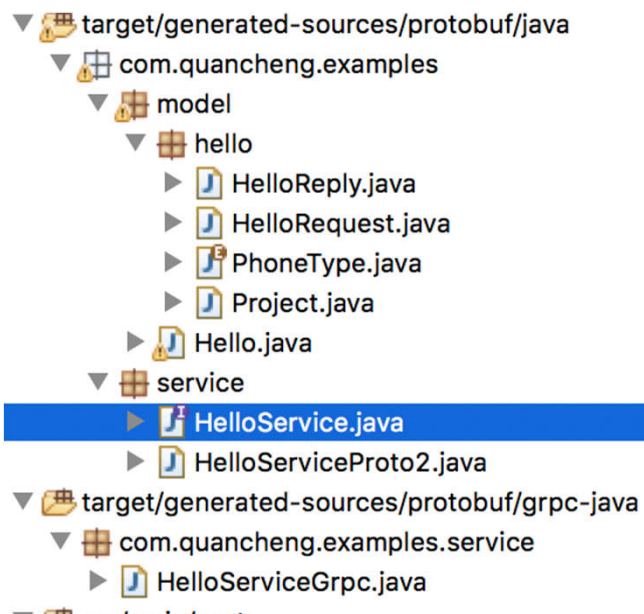 target/generated-sources/protobuf/java
com.quancheng.examples
model
hello
HelloReply.java
HelloRequest.java
PhoneType.java
Project.java
Hello.java
service
HelloService.java
HelloServiceProto2.java
target/generated-sources/protobuf/grpc-java
com.quancheng.examples.service
HelloServiceGrpc.java